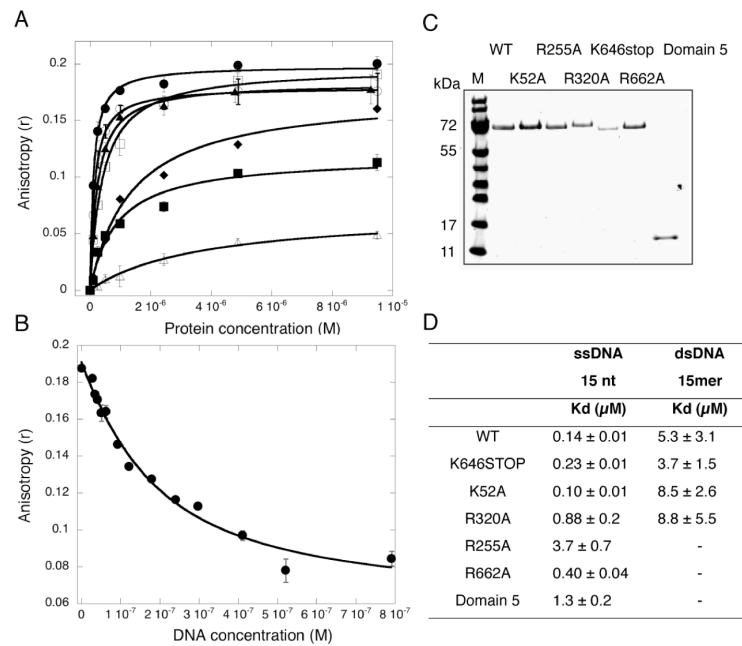 A
0.2
0.15
0.1
0.05
0
Anisotropy (r)
0
2 10-6
4 10-6
6 10-6
8 10-6
1 10-5
Protein concentration (M)
B
0.2
0.18
0.16
0.14
0.12
0.1
0.08
0.06
Anisotropy (r)
0
1 10-7
2 10-7
3 10-7
4 10-7
5 10-7
6 10-7
7 10-7
8 10-7
DNA concentration (M)
C
WT R255A K646stop Domain 5
kDa M K52A R320A R662A
72
55
17
11
D
ssDNA dsDNA
15 nt 15mer
Kd (µM) Kd (µM)
WT 0.14 ± 0.01 5.3 ± 3.1
K646STOP 0.23 ± 0.01 3.7 ± 1.5
K52A 0.10 ± 0.01 8.5 ± 2.6
R320A 0.88 ± 0.2 8.8 ± 5.5
R255A 3.7 ± 0.7 -
R662A 0.40 ± 0.04 -
Domain 5 1.3 ± 0.2 -